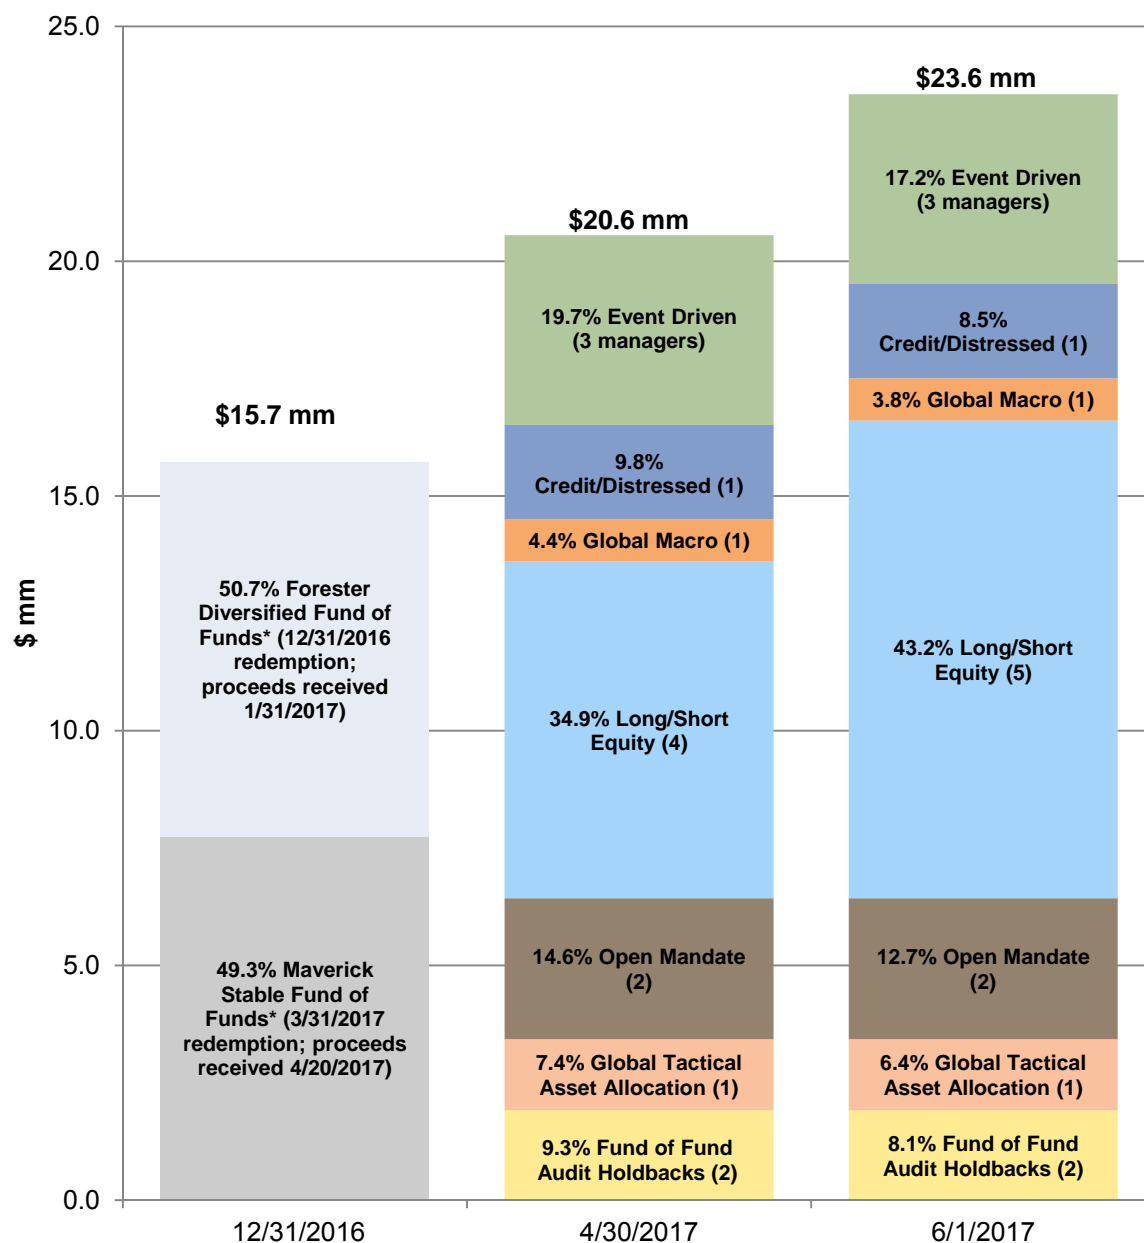 25.0
20.0
15.0
10.0
5.0
0.0
$ mm
$15.7 mm
50.7% Forester
Diversified Fund of
Funds* (12/31/2016
redemption;
proceeds received
1/31/2017)
49.3% Maverick
Stable Fund of
Funds* (3/31/2017
redemption; proceeds
received 4/20/2017)
12/31/2016
$20.6 mm
19.7% Event Driven
(3 managers)
9.8%
Credit/Distressed (1)
4.4% Global Macro (1)
34.9% Long/Short
Equity (4)
14.6% Open Mandate
(2)
7.4% Global Tactical
Asset Allocation (1)
9.3% Fund of Fund
Audit Holdbacks (2)
4/30/2017
$23.6 mm
17.2% Event Driven
(3 managers)
8.5%
Credit/Distressed (1)
3.8% Global Macro (1)
43.2% Long/Short
Equity (5)
12.7% Open Mandate
(2)
6.4% Global Tactical
Asset Allocation (1)
8.1% Fund of Fund
Audit Holdbacks (2)
6/1/2017